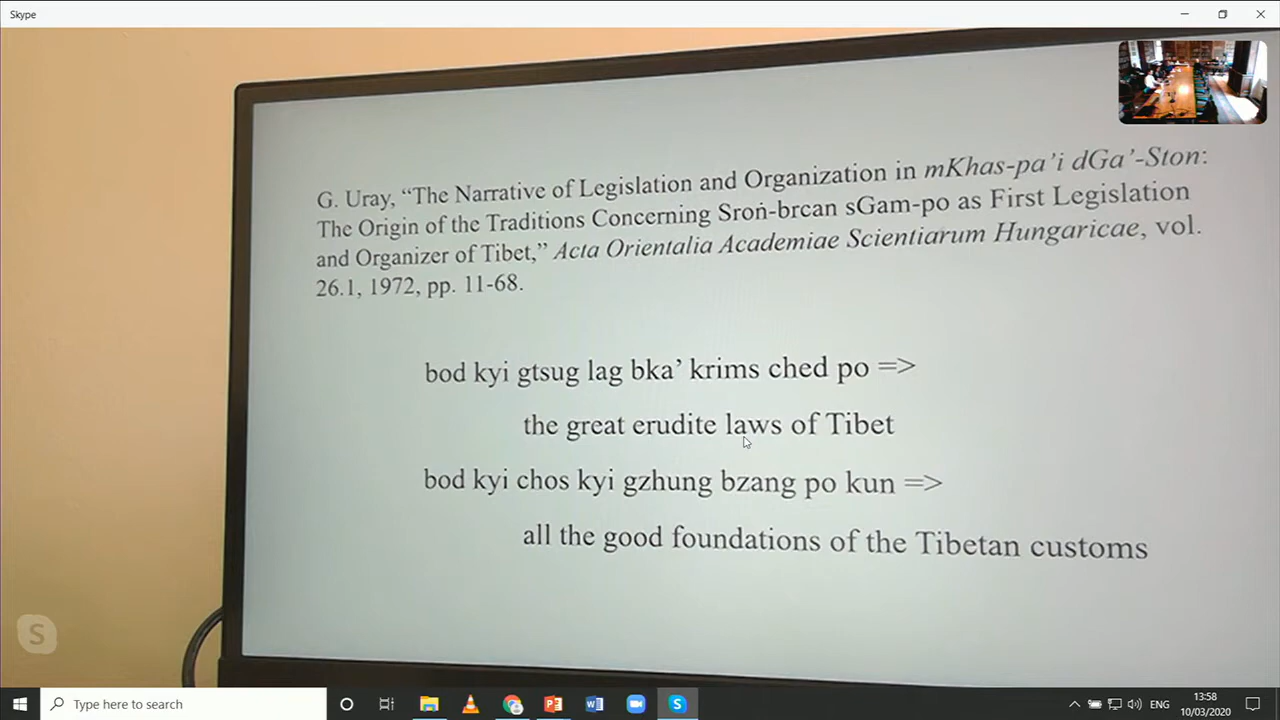 Skype
G. Uray, “The Narrative of Legislation and Organization in mKhas-pa’i dGa’-Ston:
The Origin of the Traditions Concerning Sroṅ-brcan sGam-po as First Legislation
and Organizer of Tibet,” Acta Orientalia Academiae Scientiarum Hungaricae, vol.
26.1, 1972, pp. 11-68.
bod kyi gtsug lag bka’ krims ched po =>
the great erudite laws of Tibet
bod kyi chos kyi gzhung bzang po kun =>
all the good foundations of the Tibetan customs
S
Type here to search
ENG
13:58
10/03/2020